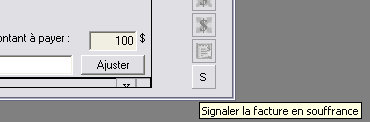 ontant à payer : 100 $
Ajuster
S
Signaler la facture en souffrance